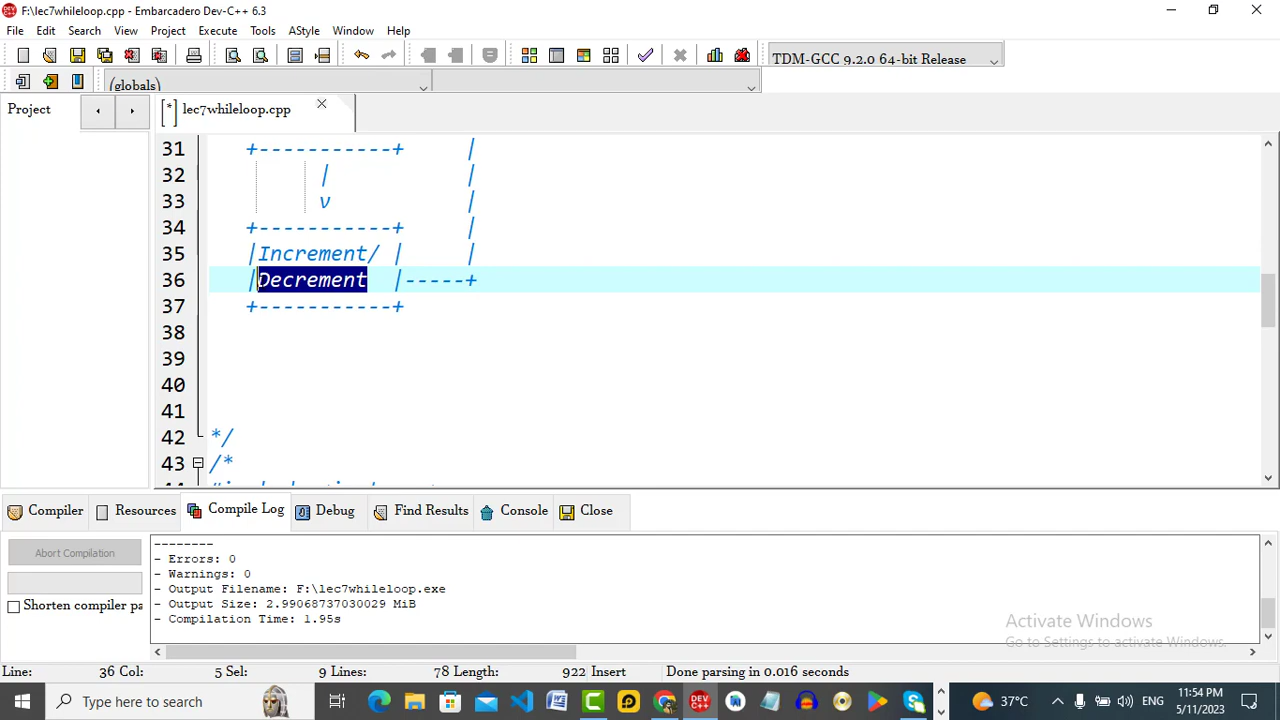 F:\lec7whileloop.cpp - Embarcadero Dev-C++ 6.3
File Edit Search View Project Execute Tools AStyle Window Help
TDM-GCC 9.2.0 64-bit Release
(globals)
Project
[*] lec7whileloop.cpp
31 +-----------+ |
32 | |
33 v |
34 +-----------+ |
35 |Increment/ | |
36 |Decrement |-----+
37 +-----------+
38
39
40
41
42 */
43 /*
Compiler Resources Compile Log Debug Find Results Console Close
Abort Compilation
Shorten compiler pa
--------
- Errors: 0
- Warnings: 0
- Output Filename: F:\lec7whileloop.exe
- Output Size: 2.99068737030029 MiB
- Compilation Time: 1.95s
Activate Windows
Go to Settings to activate Windows.
Line: 36 Col: 5 Sel: 9 Lines: 78 Length: 922 Insert Done parsing in 0.016 seconds
Type here to search
37°C
ENG
11:54 PM
5/11/2023